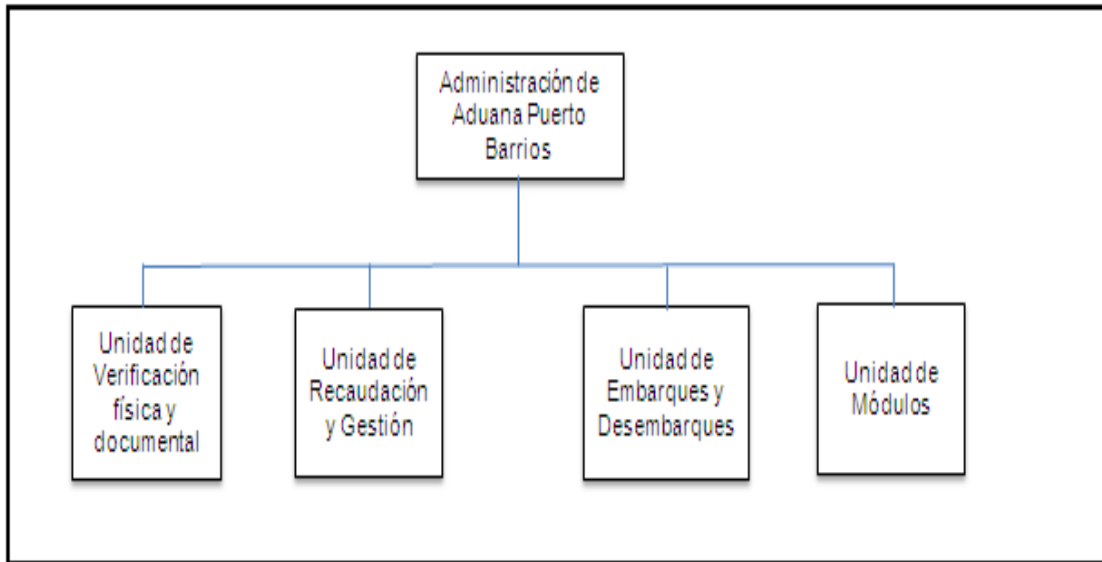 Administración de
Aduana Puerto
Barrios
Unidad de
Verificación
física y
documental
Unidad de
Recaudación
y Gestión
Unidad de
Embarques y
Desembarques
Unidad de
Módulos